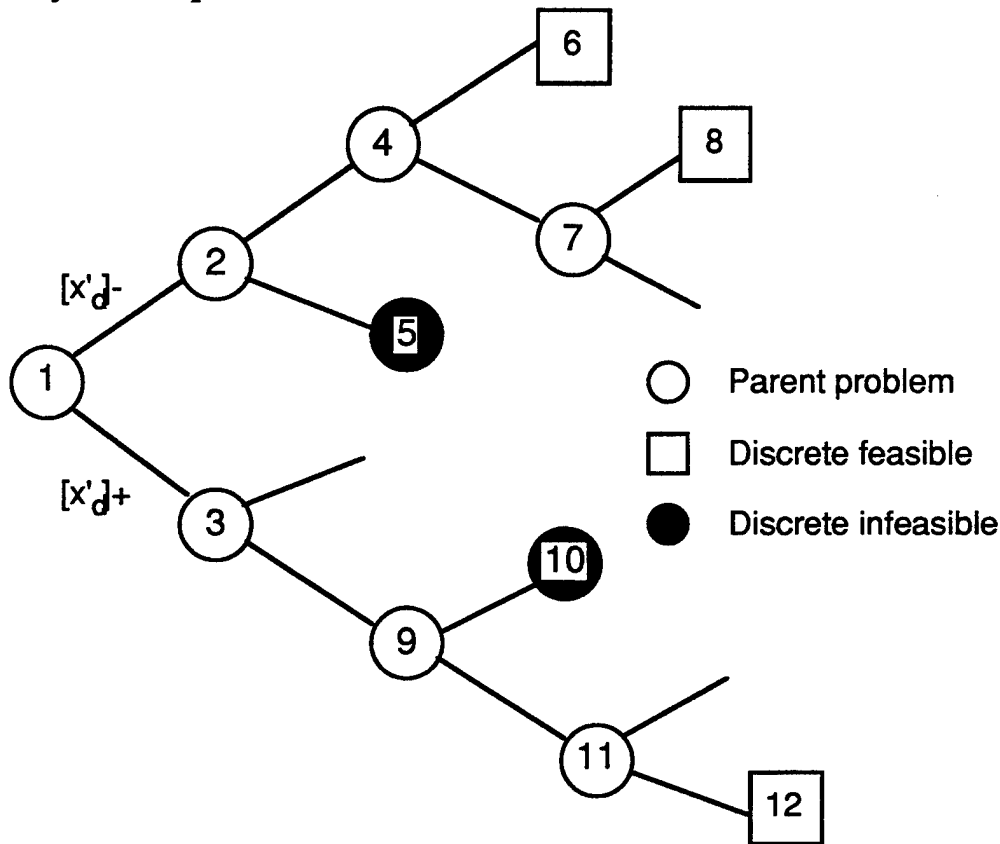 6
8
4
7
2
[x'd]-
5
1
Parent problem
Discrete feasible
[x'd]+
3
Discrete infeasible
10
9
11
12